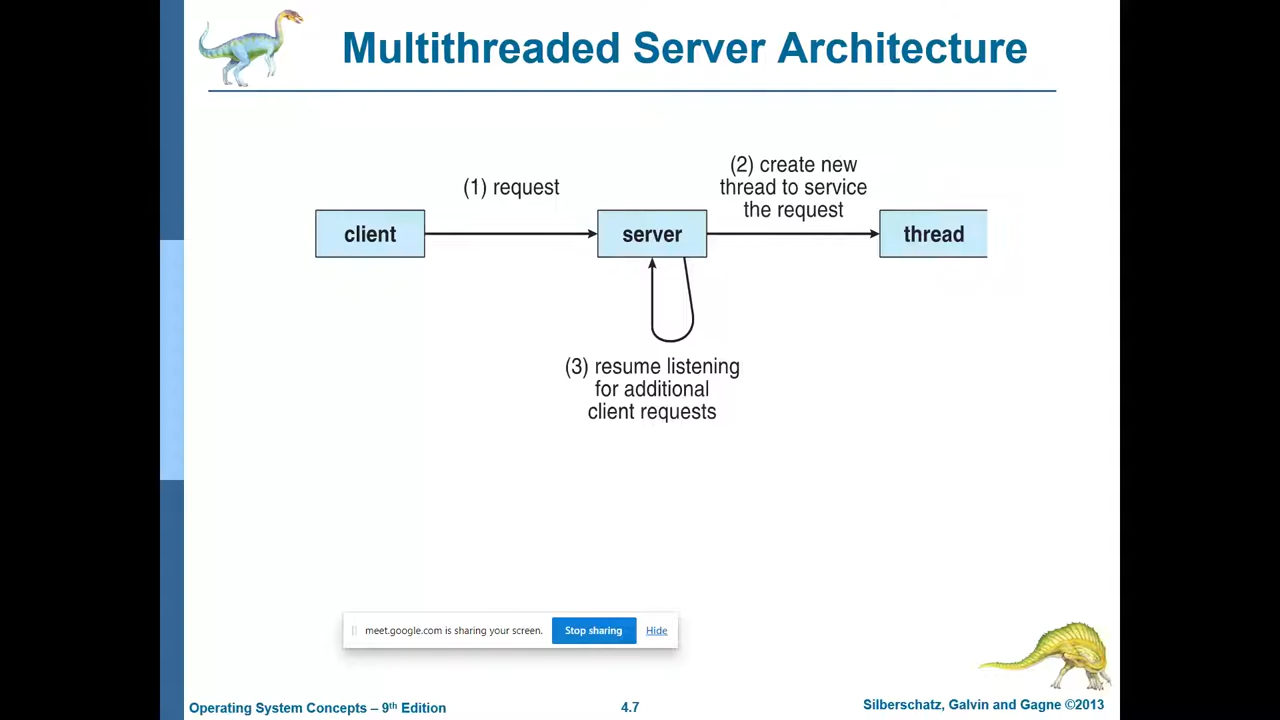 Multithreaded Server Architecture
(1) request
(2) create new
thread to service
the request
client
server
thread
(3) resume listening
for additional
client requests
meet.google.com is sharing your screen. Stop sharing Hide
Operating System Concepts – 9th Edition 4.7 Silberschatz, Galvin and Gagne ©2013